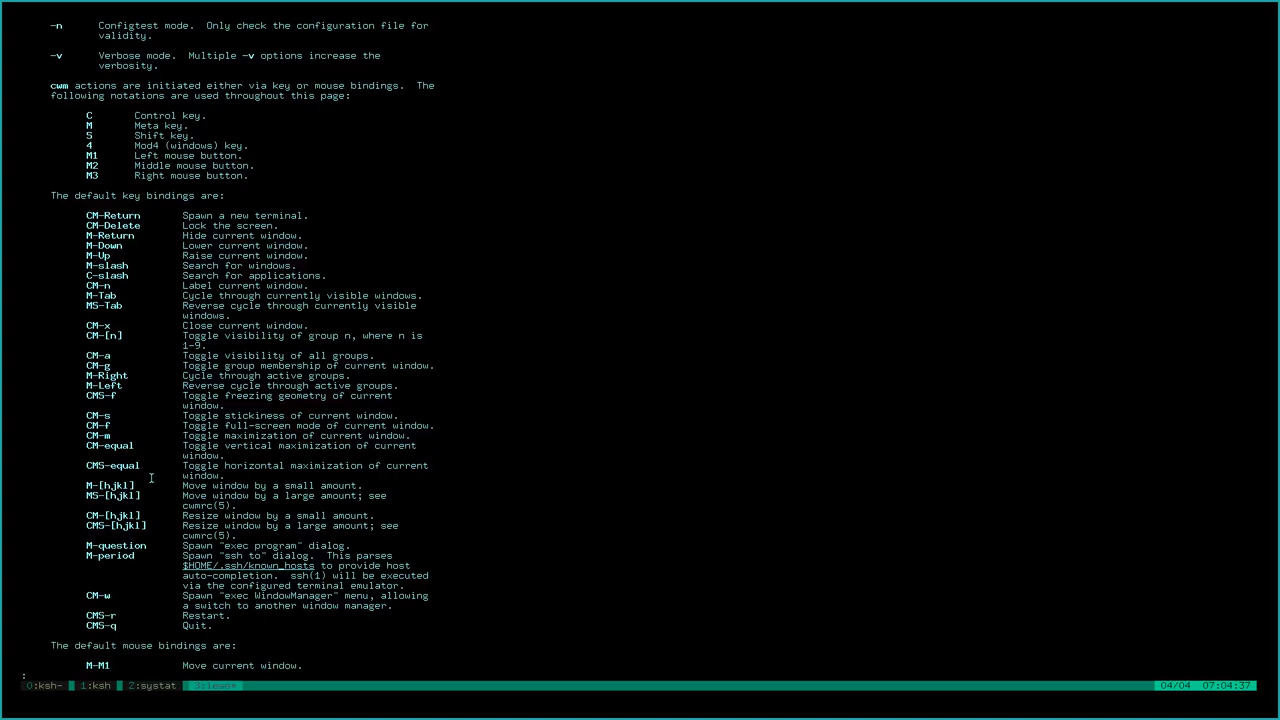 -n      Configtest mode.  Only check the configuration file for
        validity.
-v      Verbose mode.  Multiple -v options increase the
        verbosity.
cwm actions are initiated either via key or mouse bindings.  The
following notations are used throughout this page:
C       Control key.
M       Meta key.
S       Shift key.
4       Mod4 (windows) key.
M1      Left mouse button.
M2      Middle mouse button.
M3      Right mouse button.
The default key bindings are:
CM-Return       Spawn a new terminal.
CM-Delete       Lock the screen.
M-Return        Hide current window.
M-Down          Lower current window.
M-Up            Raise current window.
M-slash         Search for windows.
C-slash         Search for applications.
CM-n            Label current window.
M-Tab           Cycle through currently visible windows.
MS-Tab          Reverse cycle through currently visible
                windows.
CM-x            Close current window.
CM-[n]          Toggle visibility of group n, where n is
                1-9.
CM-a            Toggle visibility of all groups.
CM-g            Toggle group membership of current window.
M-Right         Cycle through active groups.
M-Left          Reverse cycle through active groups.
CMS-f           Toggle freezing geometry of current
                window.
CM-s            Toggle stickiness of current window.
CM-f            Toggle full-screen mode of current window.
CM-m            Toggle maximization of current window.
CM-equal        Toggle vertical maximization of current
                window.
CMS-equal       Toggle horizontal maximization of current
                window.
M-[hjkl]        Move window by a small amount.
MS-[hjkl]       Move window by a large amount; see
                cwmrc(5).
CM-[hjkl]       Resize window by a small amount.
CMS-[hjkl]      Resize window by a large amount; see
                cwmrc(5).
M-question      Spawn "exec program" dialog.
M-period        Spawn "ssh to" dialog.  This parses
                $HOME/.ssh/known_hosts to provide host
                auto-completion.  ssh(1) will be executed
                via the configured terminal emulator.
CM-w            Spawn "exec WindowManager" menu, allowing
                a switch to another window manager.
CMS-r           Restart.
CMS-q           Quit.
The default mouse bindings are:
M-M1            Move current window.
:
0:ksh-  1:ksh  2:systat  3:less*  04/04  07:04:37